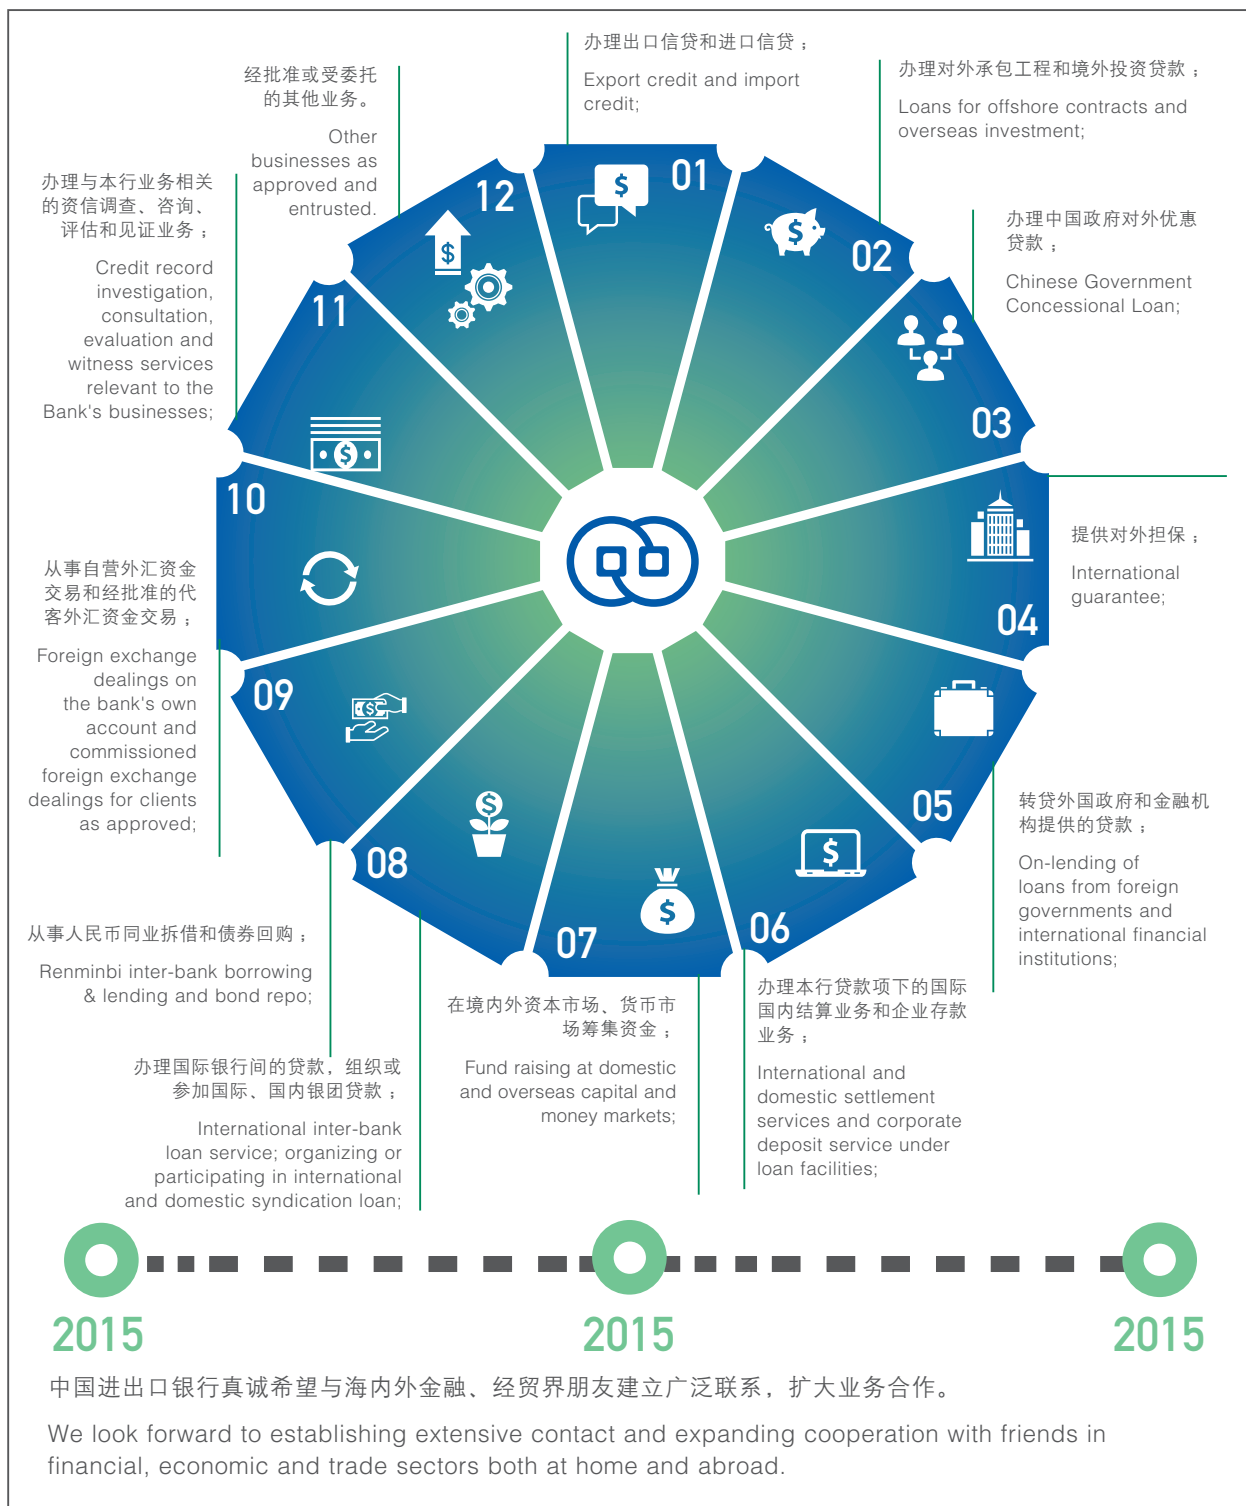 办理出口信贷和进口信贷；
Export credit and import
credit;
01
办理对外承包工程和境外投资贷款；
Loans for offshore contracts and
overseas investment;
02
办理中国政府对外优惠
贷款；
Chinese Government
Concessional Loan;
03
提供对外担保；
International
guarantee;
04
转贷外国政府和金融机
构提供的贷款；
On-lending of
loans from foreign
governments and
international financial
institutions;
05
办理本行贷款项下的国际
国内结算业务和企业存款
业务；
International and
domestic settlement
services and corporate
deposit service under
loan facilities;
06
在境内外资本市场、货币市
场筹集资金；
Fund raising at domestic
and overseas capital and
money markets;
07
办理国际银行间的贷款，组织或
参加国际、国内银团贷款；
International inter-bank
loan service; organizing or
participating in international
and domestic syndication loan;
08
从事人民币同业拆借和债券回购；
Renminbi inter-bank borrowing
& lending and bond repo;
09
从事自营外汇资金
交易和经批准的代
客外汇资金交易；
Foreign exchange
dealings on
the bank's own
account and
commissioned
foreign exchange
dealings for clients
as approved;
10
办理与本行业务相关
的资信调查、咨询、
评估和见证业务；
Credit record
investigation,
consultation,
evaluation and
witness services
relevant to the
Bank's businesses;
11
经批准或受委托
的其他业务。
Other
businesses as
approved and
entrusted.
12
2015
2015
2015
中国进出口银行真诚希望与海内外金融、经贸界朋友建立广泛联系，扩大业务合作。
We look forward to establishing extensive contact and expanding cooperation with friends in
financial, economic and trade sectors both at home and abroad.